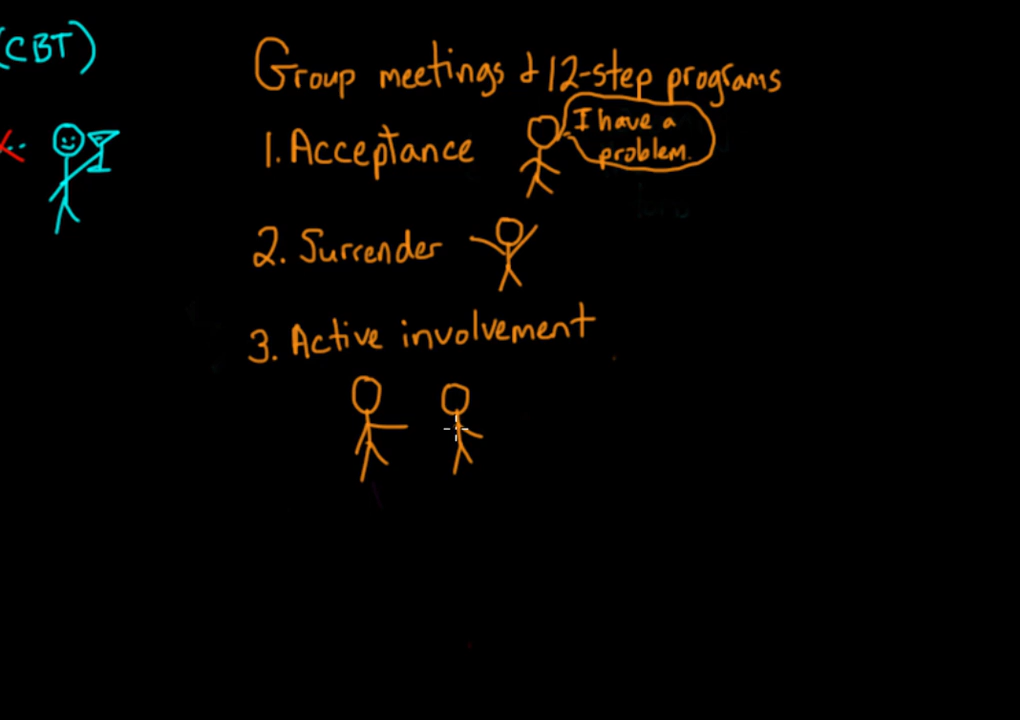 (CBT)
Group meetings + 12-step programs
I have a
problem.
1. Acceptance
2. Surrender
3. Active involvement